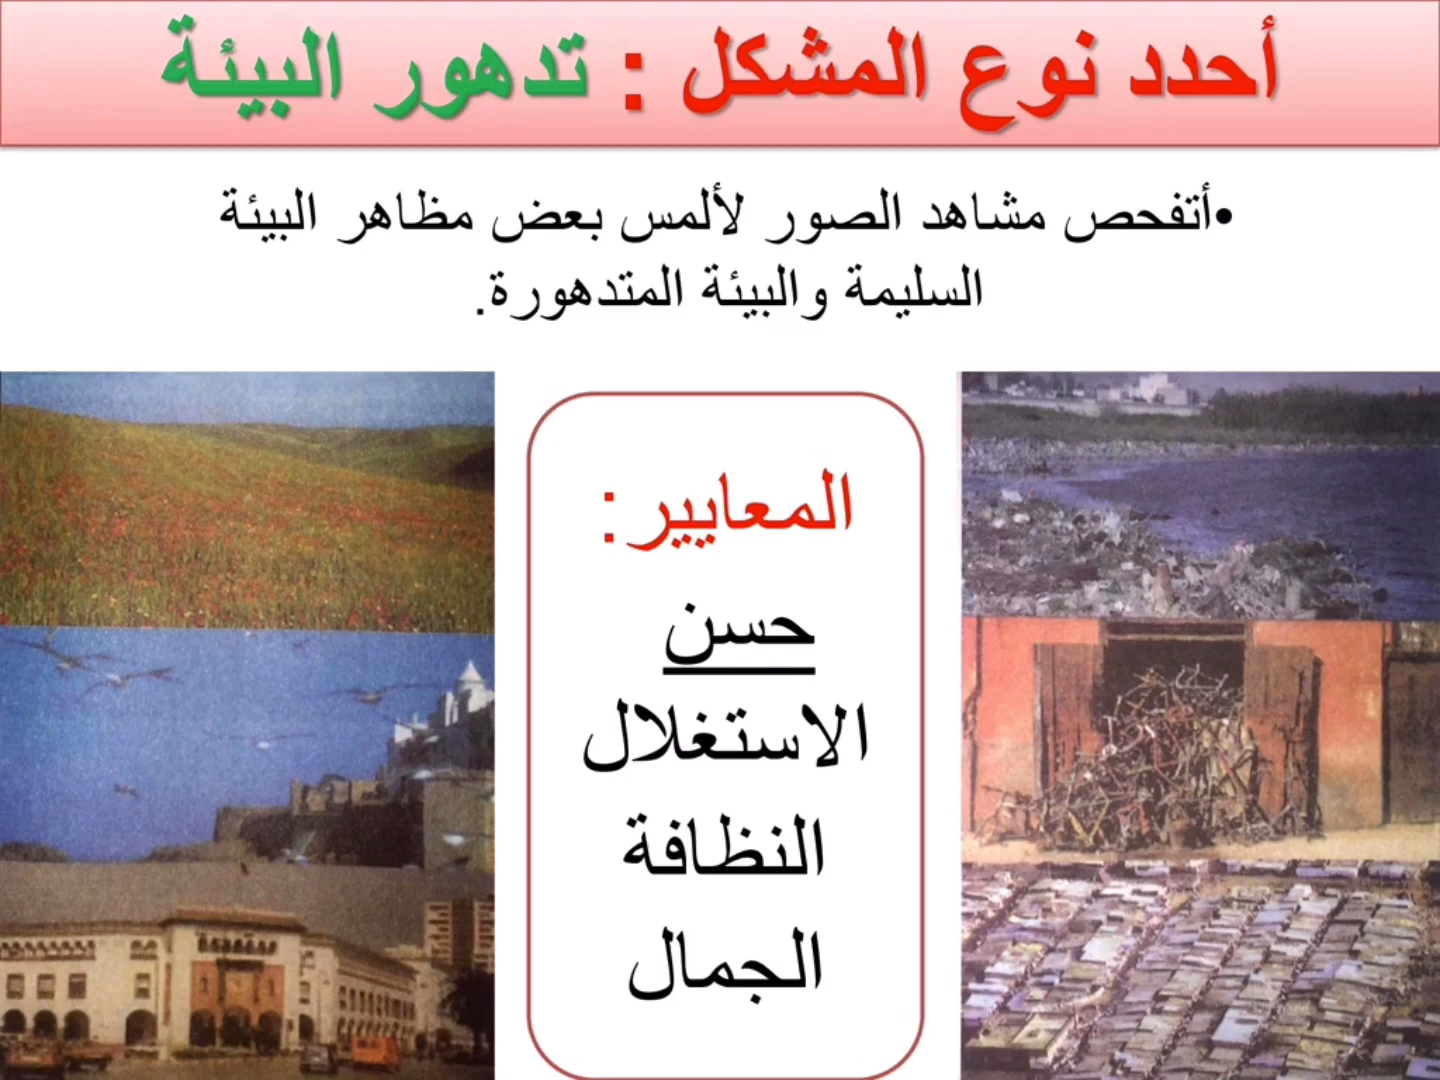 أحدد نوع المشكل : تدهور البيئة
•أتفحص مشاهد الصور لألمس بعض مظاهر البيئة
السليمة والبيئة المتدهورة.
المعايير:
حسن
الاستغلال
النظافة
الجمال